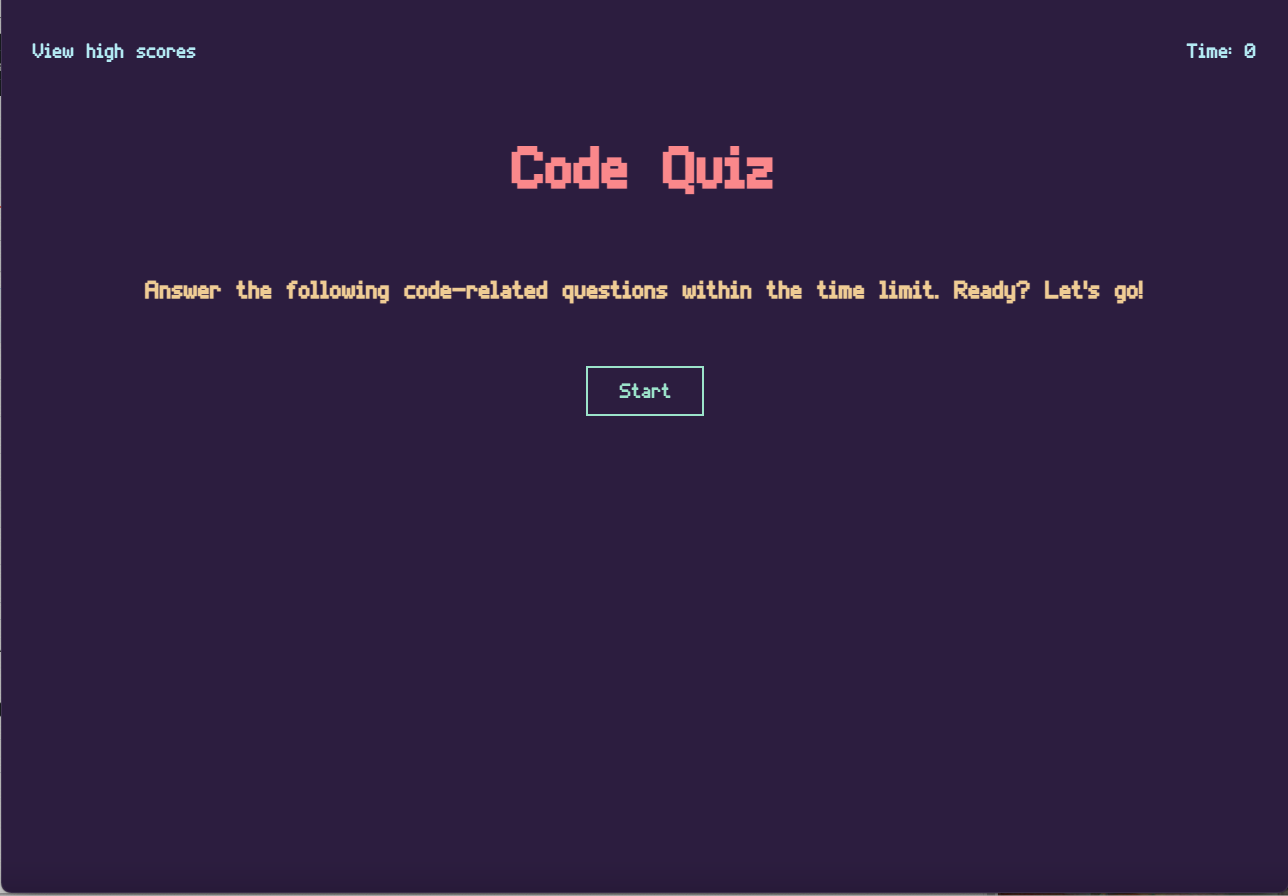 View high scores
Time: 0
Code Quiz
Answer the following code-related questions within the time limit. Ready? Let's go!
Start